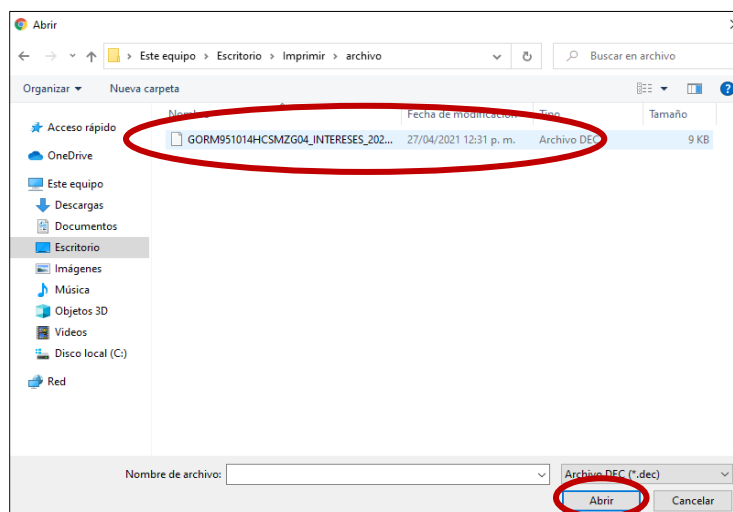 Abrir
Este equipo > Escritorio > Imprimir > archivo
Buscar en archivo
Organizar
Nueva carpeta
Fecha de modificación
Tipo
Tamaño
GORM951014HCSMZG04_INTERESES_202... 27/04/2021 12:31 p. m. Archivo DEC 9 KB
Acceso rápido
OneDrive
Este equipo
Descargas
Documentos
Escritorio
Imágenes
Música
Objetos 3D
Videos
Disco local (C:)
Red
Nombre de archivo:
Archivo DEC (*.dec)
Abrir
Cancelar